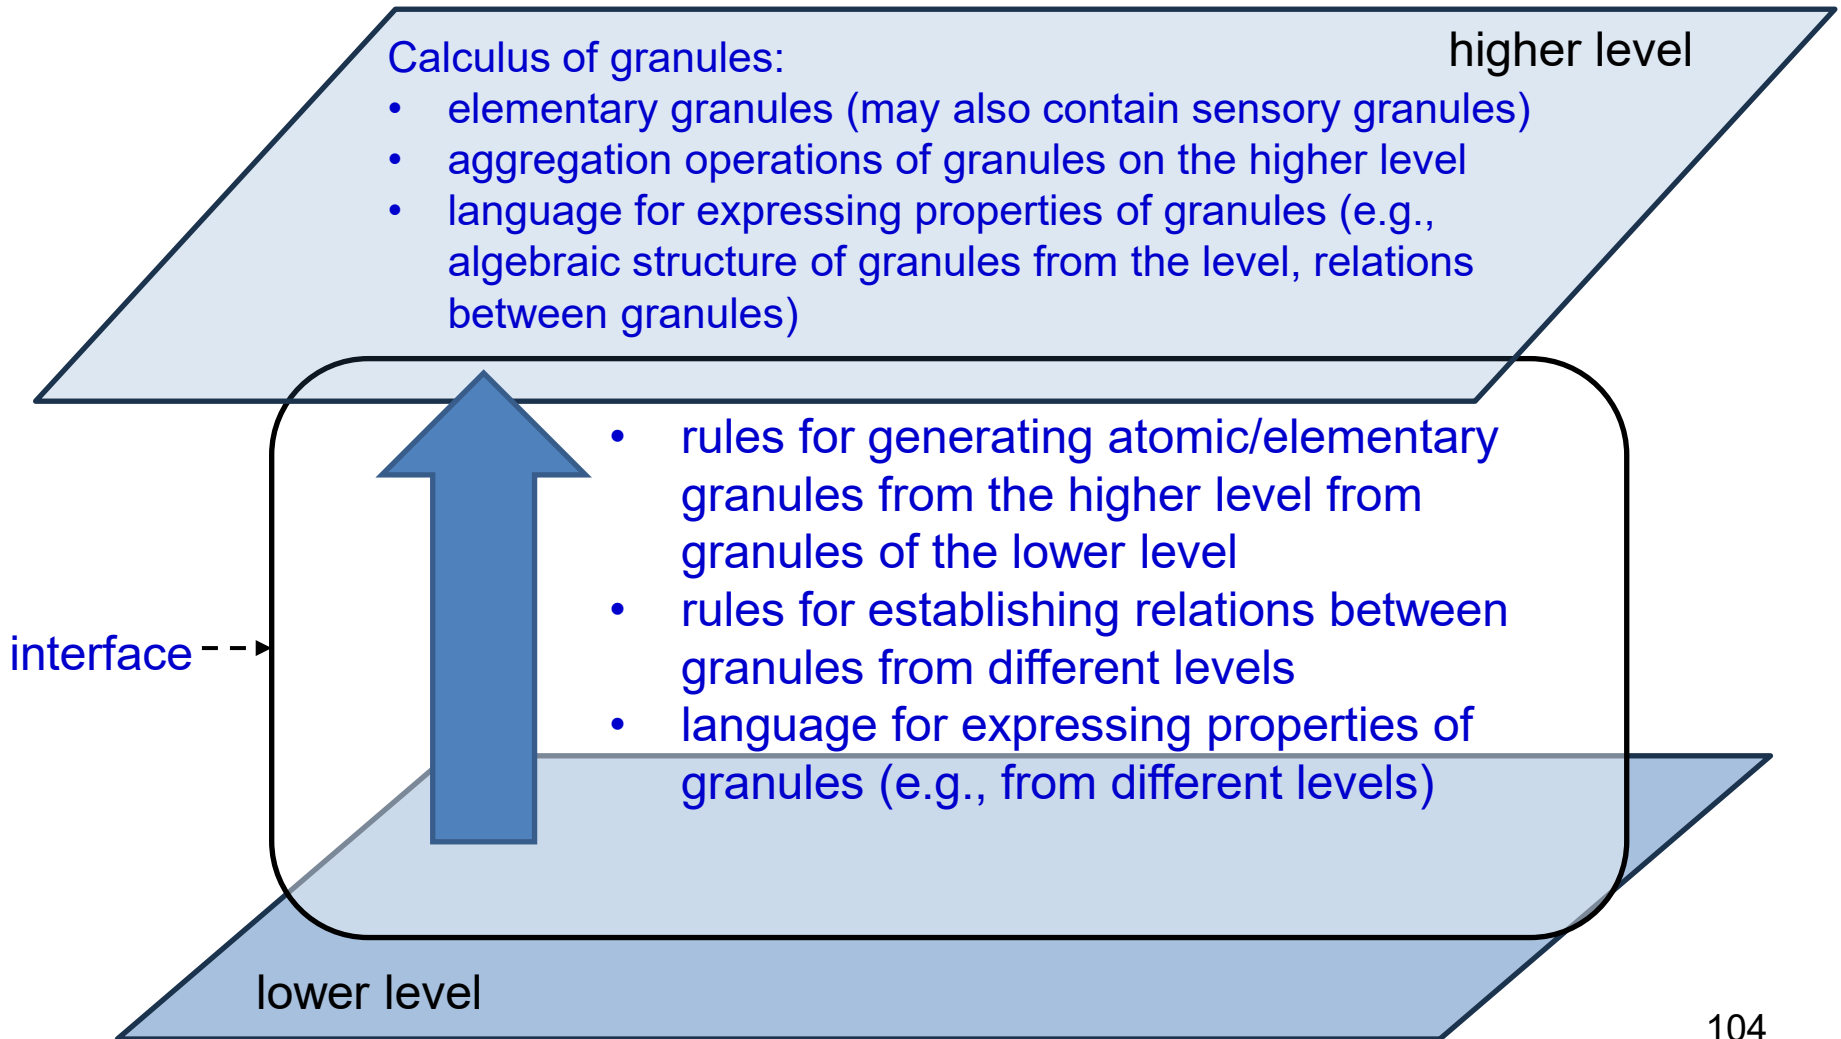 higher level
Calculus of granules:
• elementary granules (may also contain sensory granules)
• aggregation operations of granules on the higher level
• language for expressing properties of granules (e.g.,
algebraic structure of granules from the level, relations
between granules)
• rules for generating atomic/elementary
granules from the higher level from
granules of the lower level
• rules for establishing relations between
granules from different levels
• language for expressing properties of
granules (e.g., from different levels)
interface
lower level
104